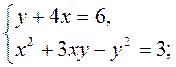 y + 4x = 6,
x² + 3xy − y² = 3;